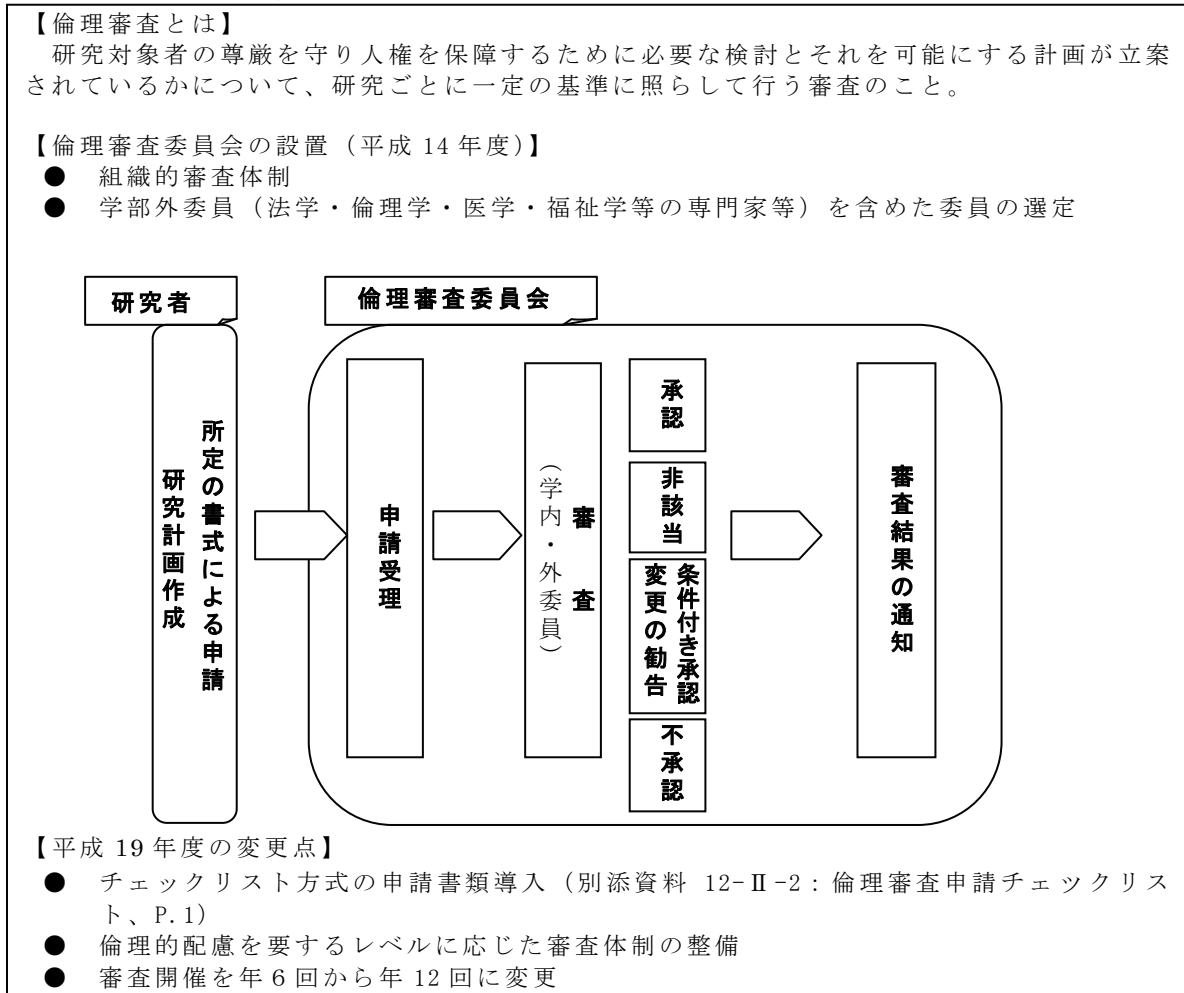 【倫理審査とは】
研究対象者の尊厳を守り人権を保障するために必要な検討とそれを可能にする計画が立案
されているかについて、研究ごとに一定の基準に照らして行う審査のこと。
【倫理審査委員会の設置（平成 14 年度）】
● 組織的審査体制
● 学部外委員（法学・倫理学・医学・福祉学等の専門家等）を含めた委員の選定
研究者
倫理審査委員会
所定の書式による申請
研究計画作成
申請受理
審査
（学内・外委員）
承認
非該当
条件付き承認
変更の勧告
不承認
審査結果の通知
【平成 19 年度の変更点】
● チェックリスト方式の申請書類導入（別添資料 12-Ⅱ-2：倫理審査申請チェックリス
ト、P.1）
● 倫理的配慮を要するレベルに応じた審査体制の整備
● 審査開催を年 6 回から年 12 回に変更